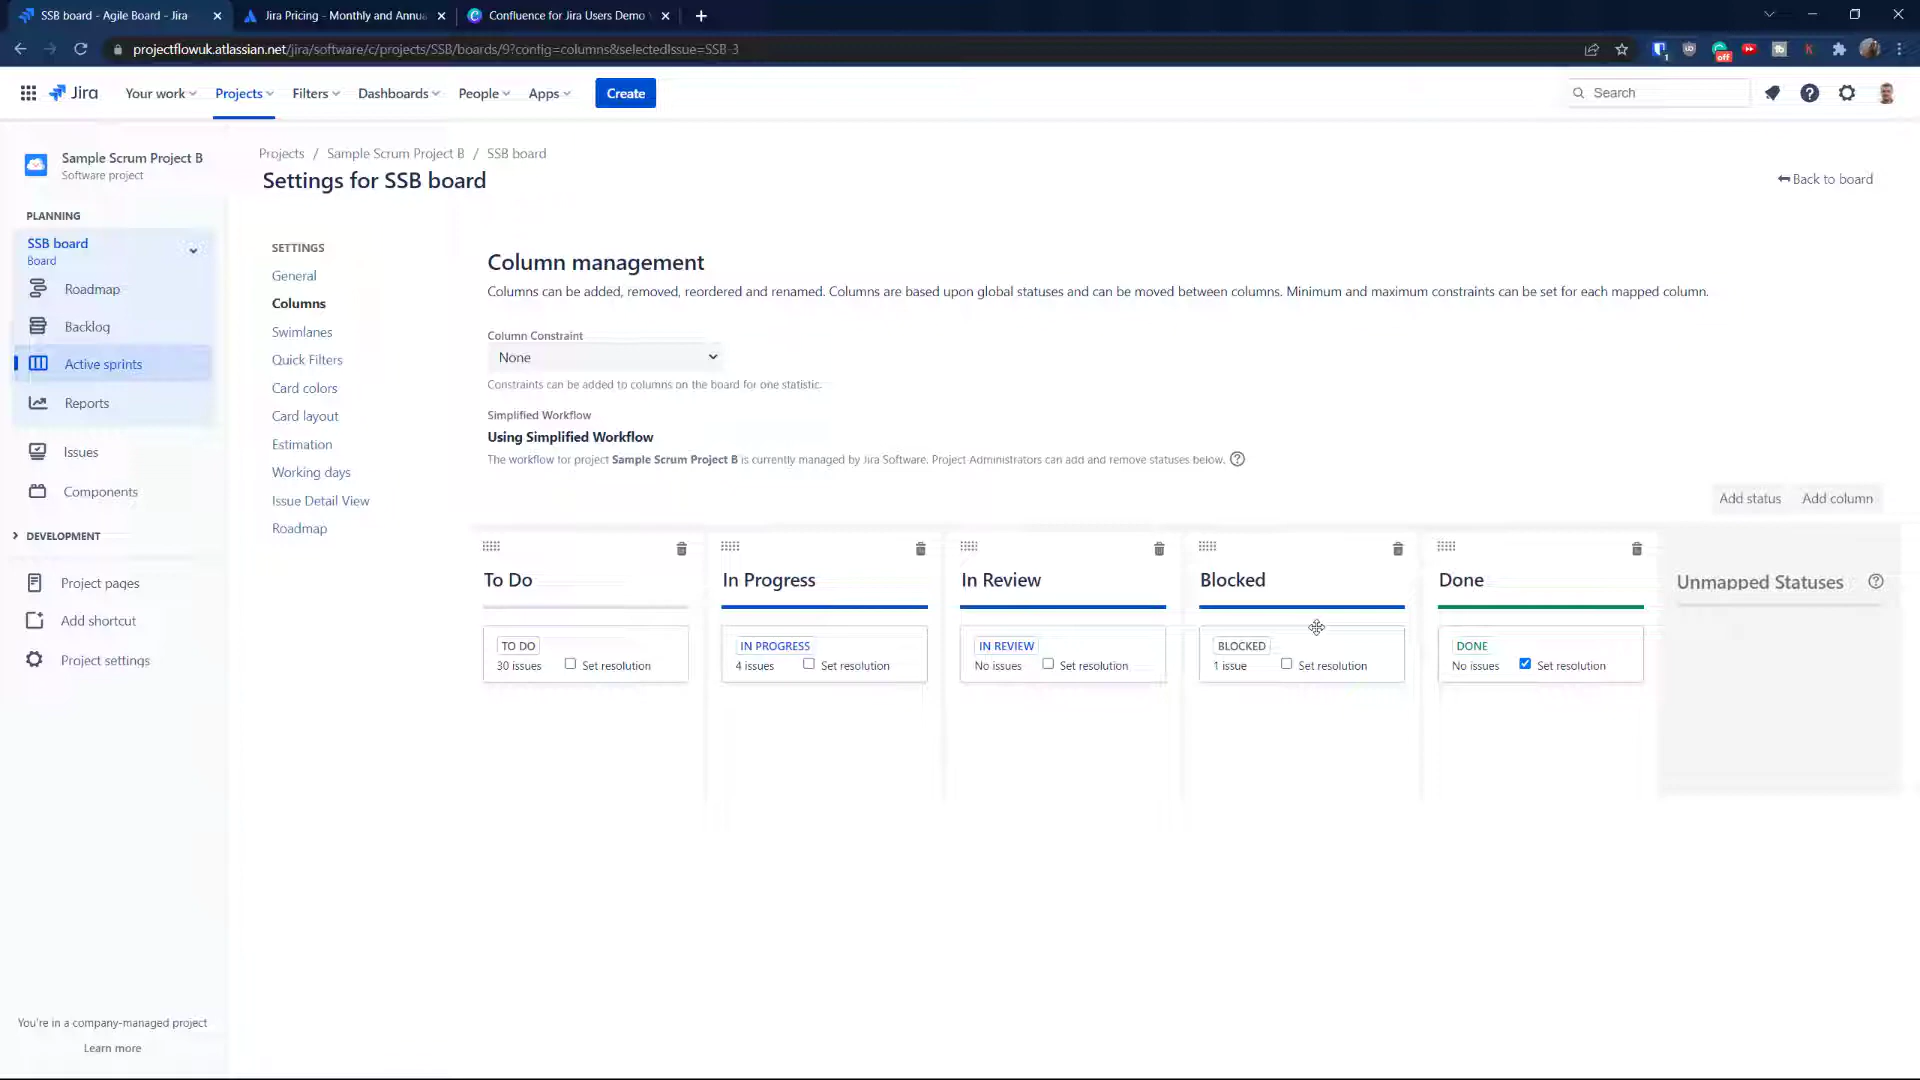 SSB board - Agile Board - Jira
Jira Pricing - Monthly and Annua
Confluence for Jira Users Demo
projectflowuk.atlassian.net/jira/software/c/projects/SSB/boards/9?config=columns&selectedIssue=SSB-3
off
Jira
Your work
Projects
Filters
Dashboards
People
Apps
Create
Search
Sample Scrum Project B
Software project
PLANNING
SSB board
Board
Roadmap
Backlog
Active sprints
Reports
Issues
Components
DEVELOPMENT
Project pages
Add shortcut
Project settings
You're in a company-managed project
Learn more
Projects / Sample Scrum Project B / SSB board
Settings for SSB board
Back to board
SETTINGS
General
Columns
Swimlanes
Quick Filters
Card colors
Card layout
Estimation
Working days
Issue Detail View
Roadmap
Column management
Columns can be added, removed, reordered and renamed. Columns are based upon global statuses and can be moved between columns. Minimum and maximum constraints can be set for each mapped column.
Column Constraint
None
Constraints can be added to columns on the board for one statistic.
Simplified Workflow
Using Simplified Workflow
The workflow for project Sample Scrum Project B is currently managed by Jira Software. Project Administrators can add and remove statuses below.
Add status
Add column
To Do
TO DO
30 issues
Set resolution
In Progress
IN PROGRESS
4 issues
Set resolution
In Review
IN REVIEW
No issues
Set resolution
Blocked
BLOCKED
1 issue
Set resolution
Done
DONE
No issues
Set resolution
Unmapped Statuses